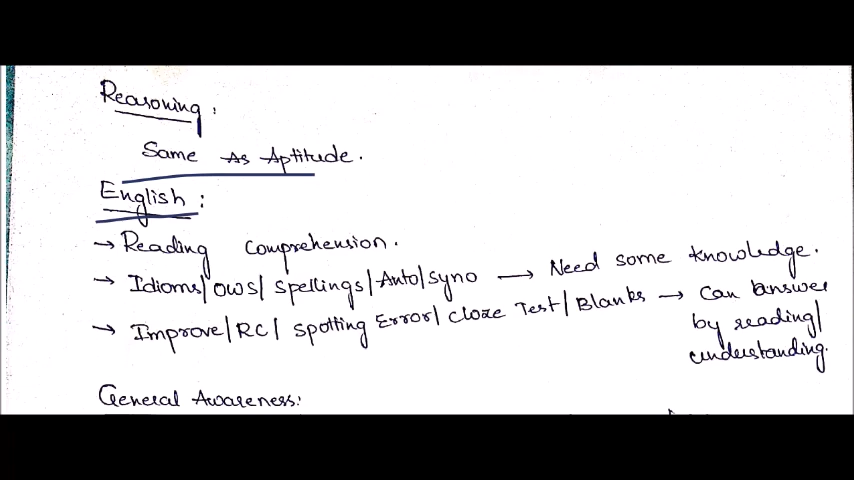 Reasoning:
Same As Aptitude.
English:
→ Reading Comprehension.
→ Idioms/OWS/Spellings/Anto/Syno → Need some knowledge.
→ Improve/RC/Spotting Error/Cloze Test/Blanks → Can answer
by reading/
understanding.
General Awareness: